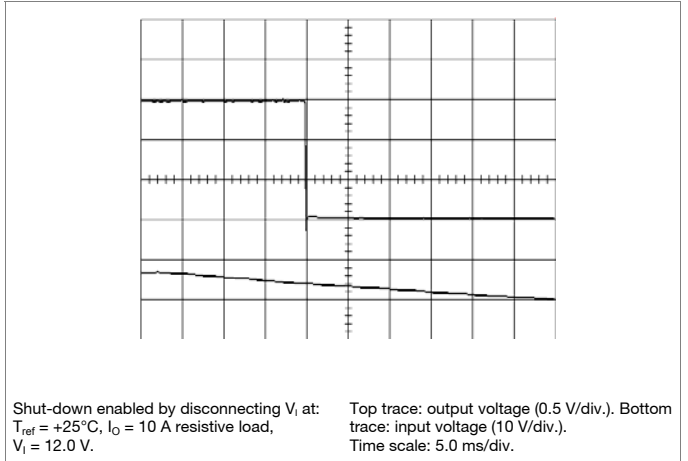 Shut-down enabled by disconnecting VI at:
Tref = +25°C, IO = 10 A resistive load,
VI = 12.0 V.
Top trace: output voltage (0.5 V/div.). Bottom
trace: input voltage (10 V/div.).
Time scale: 5.0 ms/div.